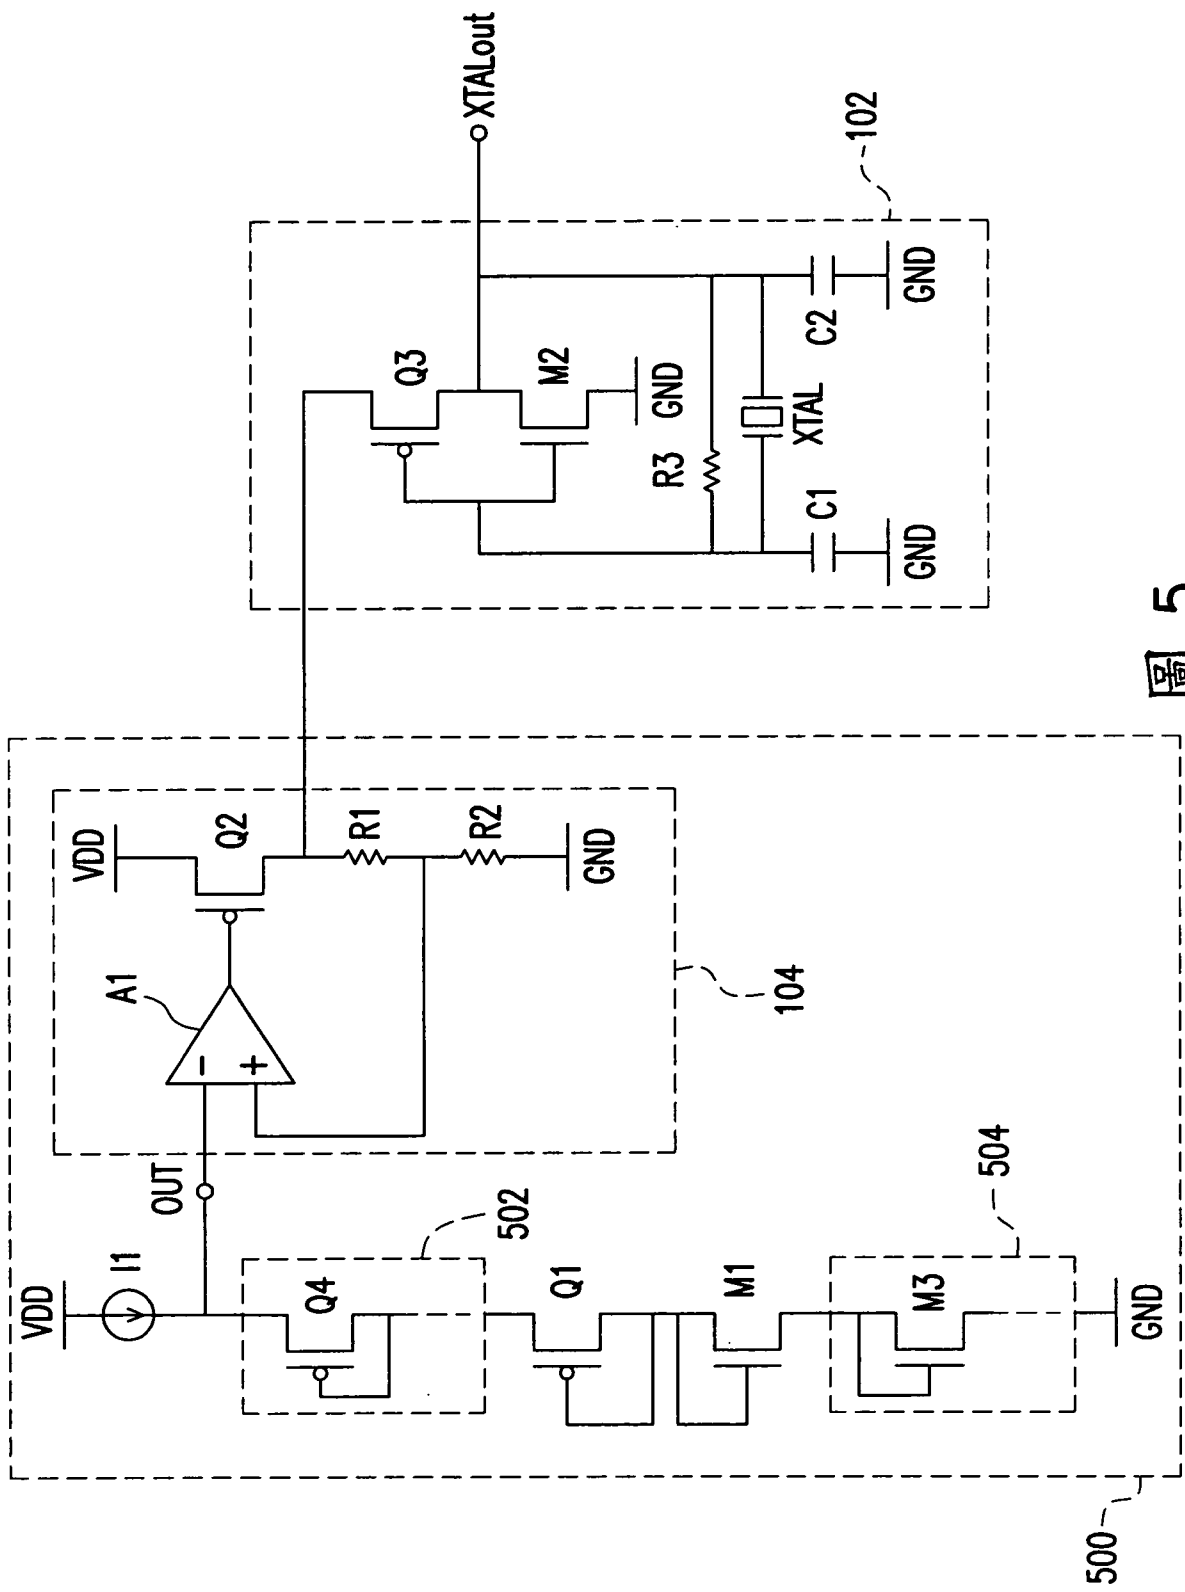 500
VDD
I1
OUT
502
Q4
Q1
M1
504
M3
GND
A1
-
+
VDD
Q2
R1
R2
GND
104
XTALout
102
Q3
M2
GND
R3
XTAL
C1
C2
GND
GND
圖 5